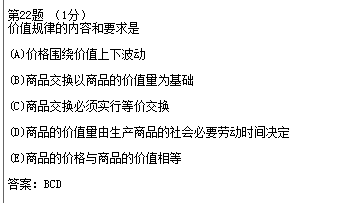 第22题 (1分)
价值规律的内容和要求是
(A)价格围绕价值上下波动
(B)商品交换以商品的价值量为基础
(C)商品交换必须实行等价交换
(D)商品的价值量由生产商品的社会必要劳动时间决定
(E)商品的价格与商品的价值相等
答案: BCD